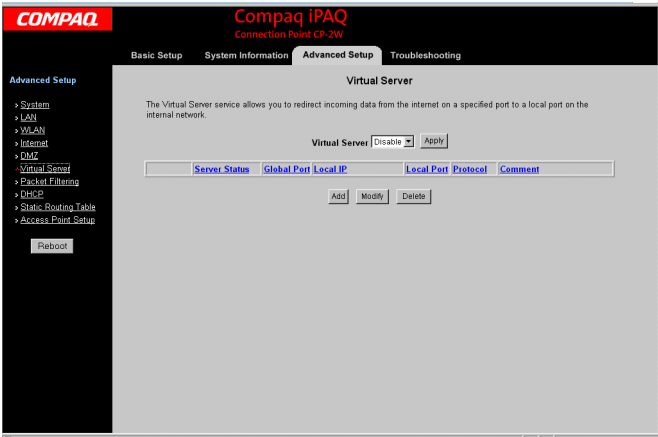 COMPAQ
Compaq iPAQ
Connection Point CP-2W
Basic Setup System Information Advanced Setup Troubleshooting
Advanced Setup
System
LAN
WLAN
Internet
DMZ
Virtual Server
Packet Filtering
DHCP
Static Routing Table
Access Point Setup
Reboot
Virtual Server
The Virtual Server service allows you to redirect incoming data from the internet on a specified port to a local port on the
internal network.
Virtual Server Disable Apply
Server Status Global Port Local IP Local Port Protocol Comment
Add Modify Delete